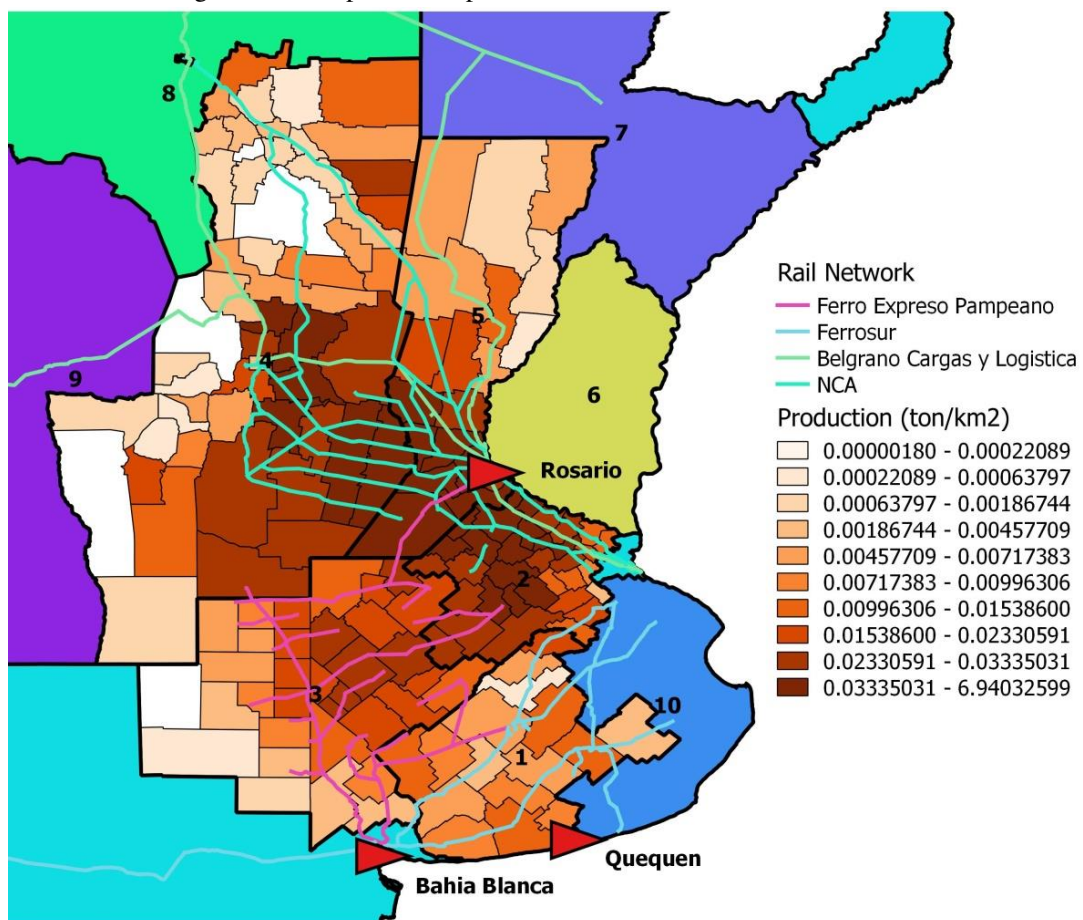 8
7
Rail Network
Ferro Expreso Pampeano
Ferrosur
5
Belgrano Cargas y Logistica
4
NCA
9
6
Production (ton/km2)
0.00000180 - 0.00022089
0.00022089 - 0.00063797
Rosario
0.00063797 - 0.00186744
0.00186744 - 0.00457709
0.00457709 - 0.00717383
0.00717383 - 0.00996306
2
0.00996306 - 0.01538600
0.01538600 - 0.02330591
0.02330591 - 0.03335031
0.03335031 - 6.94032599
3
10
1
Quequen
Bahia Blanca